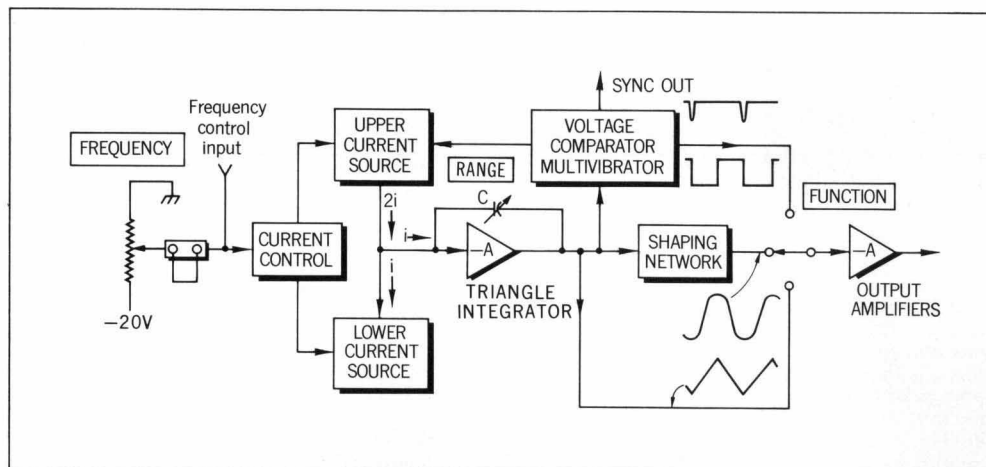 FREQUENCY
Frequency
control
input
–20V
CURRENT
CONTROL
UPPER
CURRENT
SOURCE
2i
i
i
LOWER
CURRENT
SOURCE
RANGE
C
–A
TRIANGLE
INTEGRATOR
SYNC OUT
VOLTAGE
COMPARATOR
MULTIVIBRATOR
SHAPING
NETWORK
FUNCTION
–A
OUTPUT
AMPLIFIERS